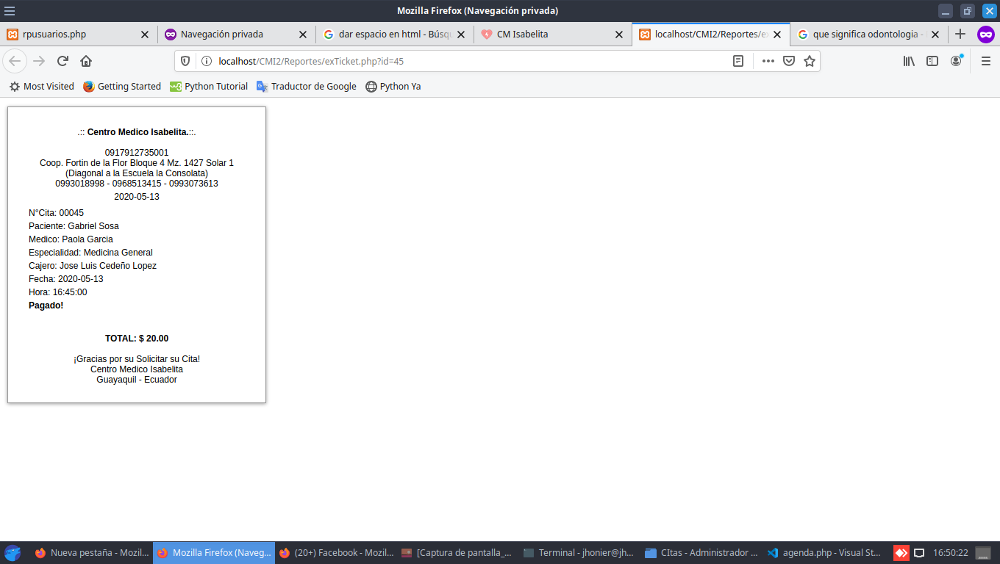 Mozilla Firefox (Navegación privada)
rpusuarios.php
Navegación privada
dar espacio en html - Búsqu
CM Isabelita
localhost/CMI2/Reportes/ex
que significa odontologia -
localhost/CMI2/Reportes/exTicket.php?id=45
Most Visited
Getting Started
Python Tutorial
Traductor de Google
Python Ya
.:: Centro Medico Isabelita.::.
0917912735001
Coop. Fortin de la Flor Bloque 4 Mz. 1427 Solar 1
(Diagonal a la Escuela la Consolata)
0993018998 - 0968513415 - 0993073613
2020-05-13
N°Cita: 00045
Paciente: Gabriel Sosa
Medico: Paola Garcia
Especialidad: Medicina General
Cajero: Jose Luis Cedeño Lopez
Fecha: 2020-05-13
Hora: 16:45:00
Pagado!
TOTAL: $ 20.00
¡Gracias por su Solicitar su Cita!
Centro Medico Isabelita
Guayaquil - Ecuador
Nueva pestaña - Mozil...
Mozilla Firefox (Naveg...
(20+) Facebook - Mozil...
[Captura de pantalla_...
Terminal - jhonier@jh...
CItas - Administrador ...
agenda.php - Visual St...
16:50:22